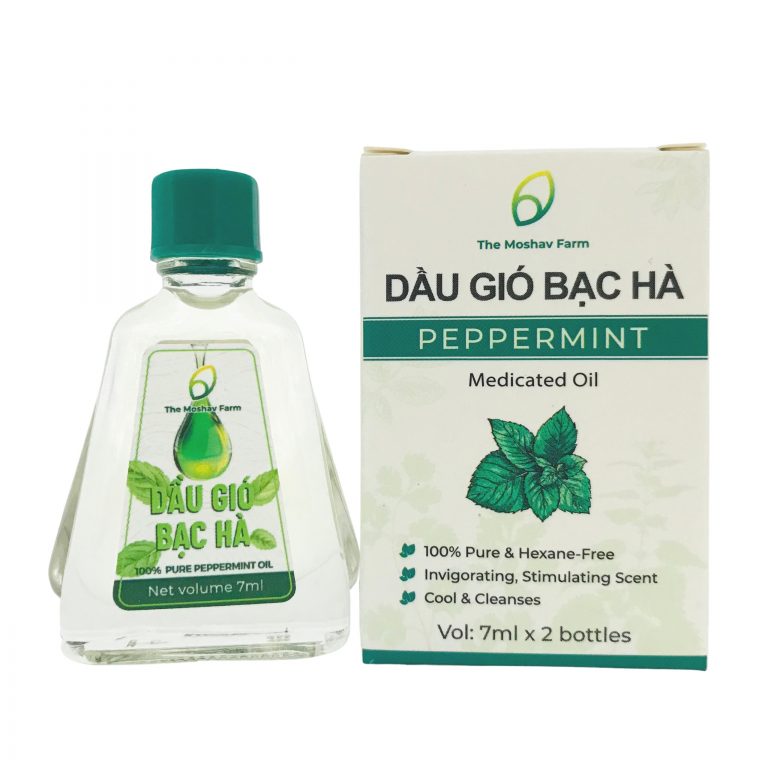 The Moshav Farm
DẦU GIÓ
BẠC HÀ
100% PURE PEPPERMINT OIL
Net volume 7ml
The Moshav Farm
DẦU GIÓ BẠC HÀ
PEPPERMINT
Medicated Oil
100% Pure & Hexane-Free
Invigorating, Stimulating Scent
Cool & Cleanses
Vol: 7ml x 2 bottles